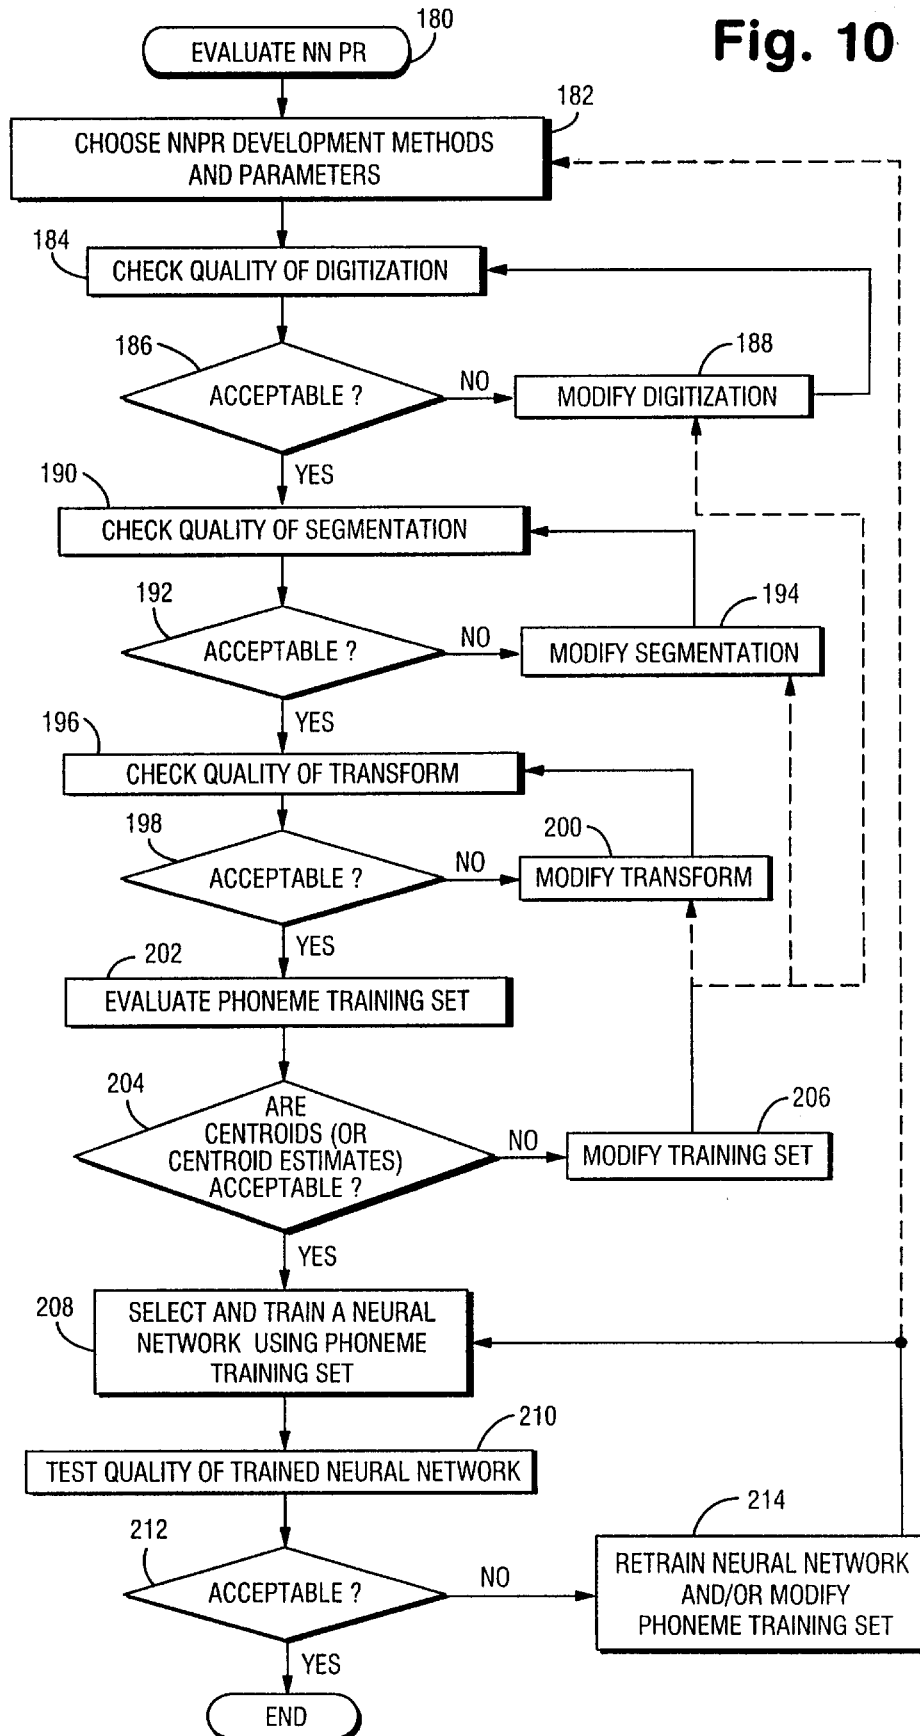 Fig. 10
EVALUATE NN PR
180
182
CHOOSE NNPR DEVELOPMENT METHODS
AND PARAMETERS
184
CHECK QUALITY OF DIGITIZATION
186
ACCEPTABLE ?
NO
188
MODIFY DIGITIZATION
YES
190
CHECK QUALITY OF SEGMENTATION
192
ACCEPTABLE ?
NO
194
MODIFY SEGMENTATION
YES
196
CHECK QUALITY OF TRANSFORM
198
ACCEPTABLE ?
NO
200
MODIFY TRANSFORM
YES
202
EVALUATE PHONEME TRAINING SET
204
ARE
CENTROIDS (OR
CENTROID ESTIMATES)
ACCEPTABLE ?
NO
206
MODIFY TRAINING SET
YES
208
SELECT AND TRAIN A NEURAL
NETWORK USING PHONEME
TRAINING SET
210
TEST QUALITY OF TRAINED NEURAL NETWORK
212
ACCEPTABLE ?
NO
214
RETRAIN NEURAL NETWORK
AND/OR MODIFY
PHONEME TRAINING SET
YES
END